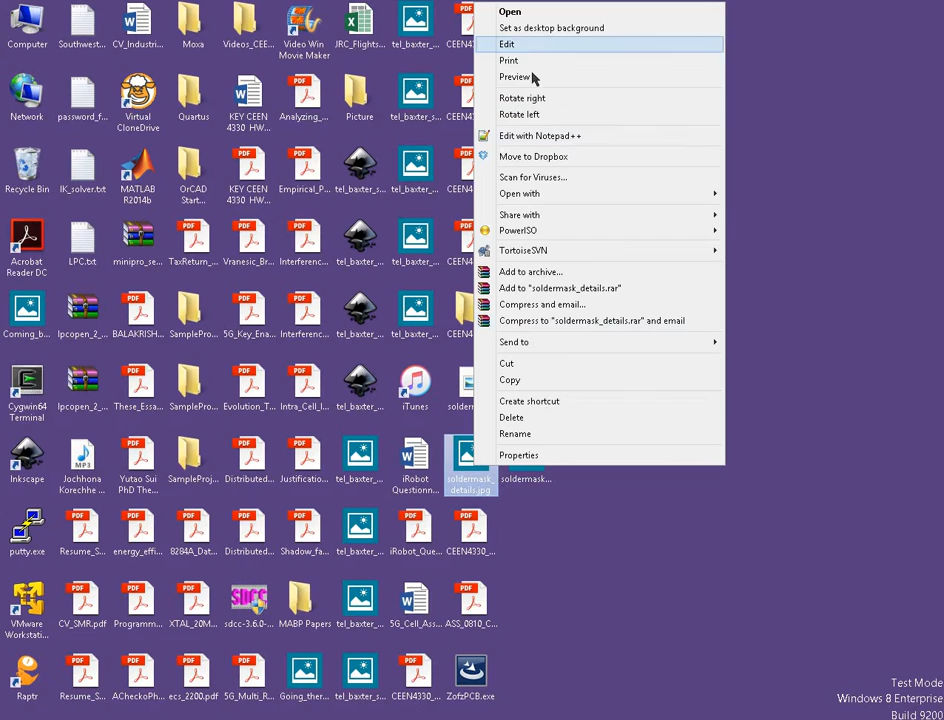 Computer
Southwest...
CV_Industri...
Moxa
Videos_CEE...
Video Win
Movie Maker
JRC_Flights...
tel_baxter_...
CEEN4
Network
password_f...
Virtual
CloneDrive
Quartus
KEY CEEN
4330 HW...
Analyzing_...
Picture
tel_baxter_s...
CEEN4
Recycle Bin
IK_solver.txt
MATLAB
R2014b
OrCAD
Start...
KEY CEEN
4330 HW...
Empirical_P...
tel_baxter_s...
tel_baxter_s...
CEEN4
Acrobat
Reader DC
LPC.txt
minipro_se...
TaxReturn_...
Vranesic_Br...
Interferenc...
tel_baxter_...
tel_baxter_...
CEEN4
Coming_b...
lpcopen_2_...
BALAKRISH...
SamplePro...
5G_Key_Ena...
Interferenc...
tel_baxter_...
tel_baxter_...
CEEN4
Cygwin64
Terminal
lpcopen_2_...
These_Essa...
SampleProj...
Evolution_T...
Intra_Cell_I...
tel_baxter_...
iTunes
solder
Inkscape
Jochhona
Korechhe ...
Yutao Sui
PhD The...
SampleProj...
Distributed...
Justificatio...
tel_baxter_...
iRobot
Questionn...
soldermask_
details.jpg
soldermask...
putty.exe
Resume_S...
energy_effi...
8284A_Dat...
Distributed...
Shadow_fa...
tel_baxter_...
iRobot_Que...
CEEN4330_...
VMware
Workstati...
CV_SMR.pdf
Programm...
XTAL_20M...
sdcc-3.6.0-...
MABP Papers
tel_baxter_...
5G_Cell_Ass...
ASS_0810_C...
Raptr
Resume_S...
ACheckoPh...
ecs_2200.pdf
5G_Multi_R...
Going_ther...
tel_baxter_...
CEEN4330_...
ZofzPCB.exe
Open
Set as desktop background
Edit
Print
Preview
Rotate right
Rotate left
Edit with Notepad++
Move to Dropbox
Scan for Viruses...
Open with
Share with
PowerISO
TortoiseSVN
Add to archive...
Add to "soldermask_details.rar"
Compress and email...
Compress to "soldermask_details.rar" and email
Send to
Cut
Copy
Create shortcut
Delete
Rename
Properties
Test Mode
Windows 8 Enterprise
Build 9200